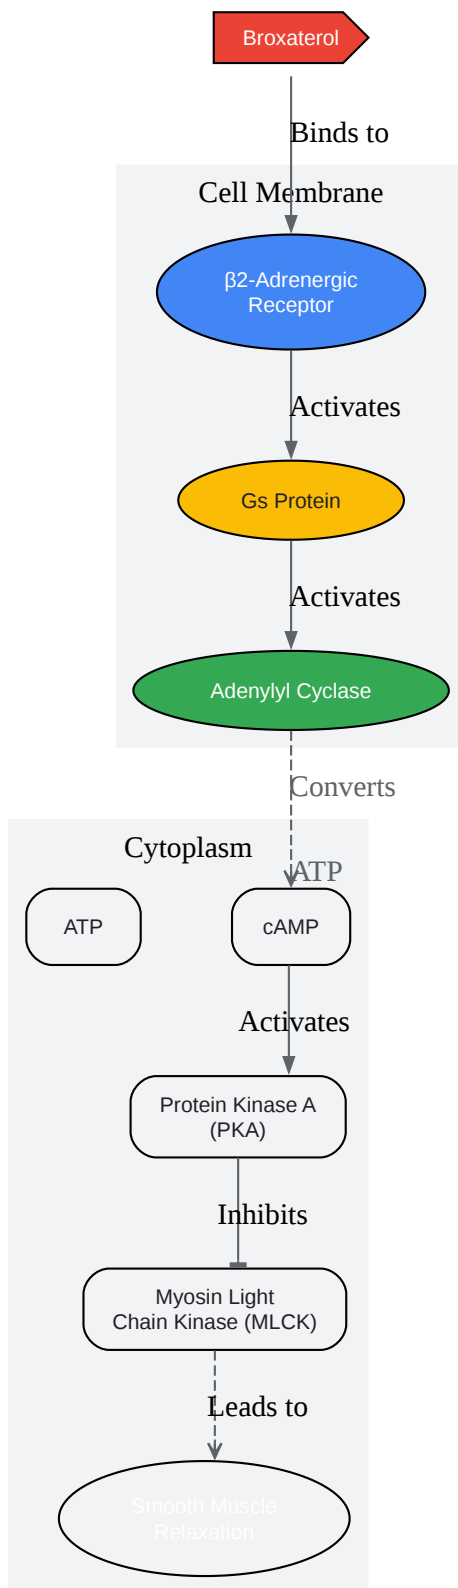 Broxaterol
Binds to
Cell Membrane
β2-Adrenergic
Receptor
Activates
Gs Protein
Activates
Adenylyl Cyclase
Converts
Cytoplasm
ATP
ATP
cAMP
Activates
Protein Kinase A
(PKA)
Inhibits
Myosin Light
Chain Kinase (MLCK)
Leads to
Smooth Muscle
Relaxation